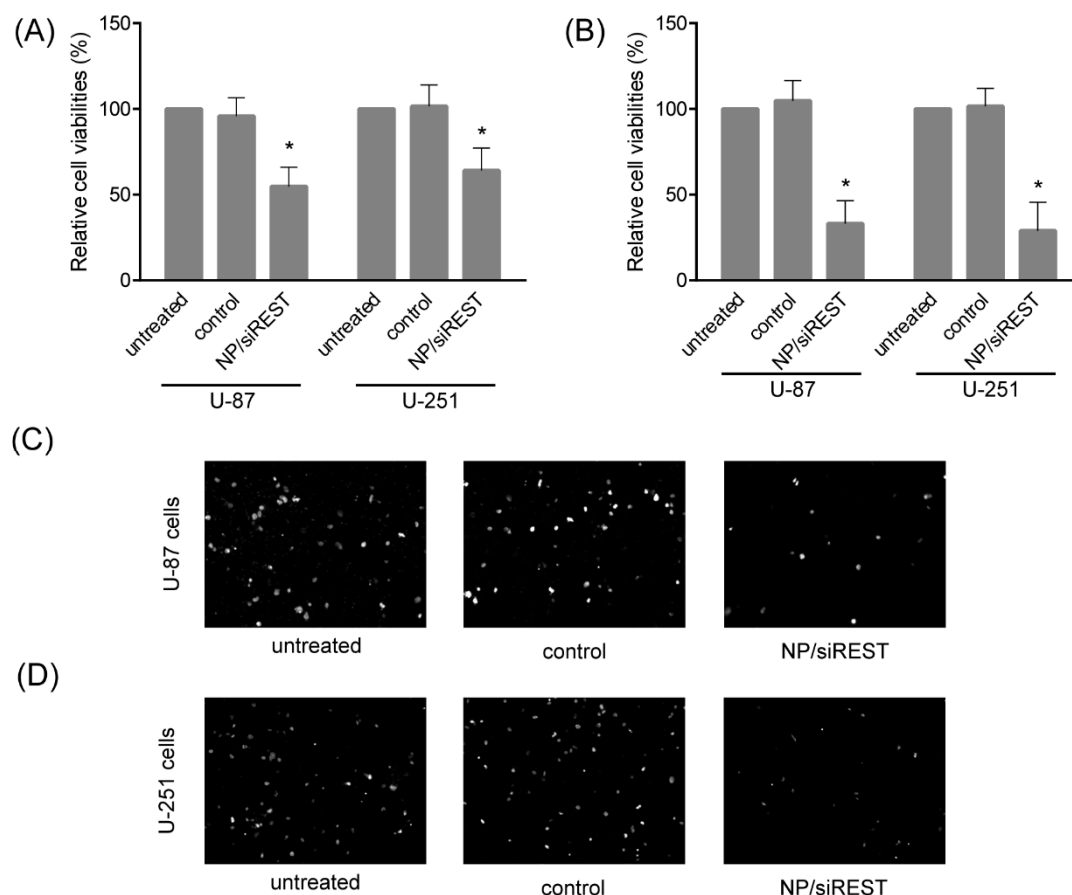 (A)
Relative cell viabilities (%)
150
100
50
0
untreated
control
NP/siREST
untreated
control
NP/siREST
U-87
U-251
(B)
Relative cell viabilities (%)
150
100
50
0
*
*
untreated
control
NP/siREST
untreated
control
NP/siREST
U-87
U-251
*
*
(C)
U-87 cells
untreated
control
NP/siREST
(D)
U-251 cells
untreated
control
NP/siREST